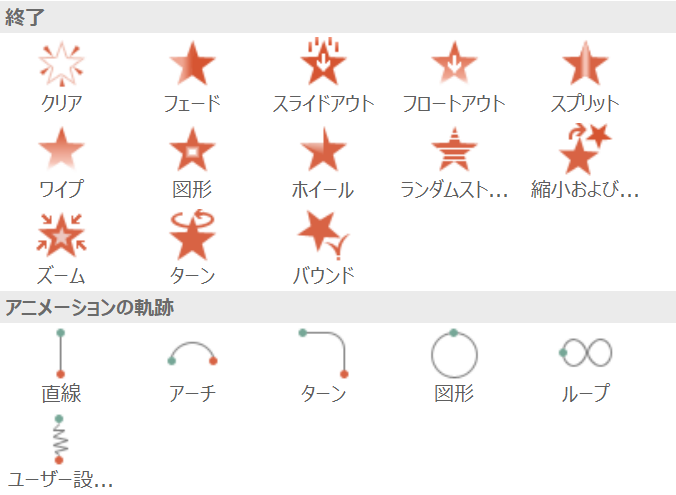 終了
クリア
フェード
スライドアウト
フロートアウト
スプリット
ワイプ
図形
ホイール
ランダムスト...
縮小および...
ズーム
ターン
バウンド
アニメーションの軌跡
直線
アーチ
ターン
図形
ループ
ユーザー設...